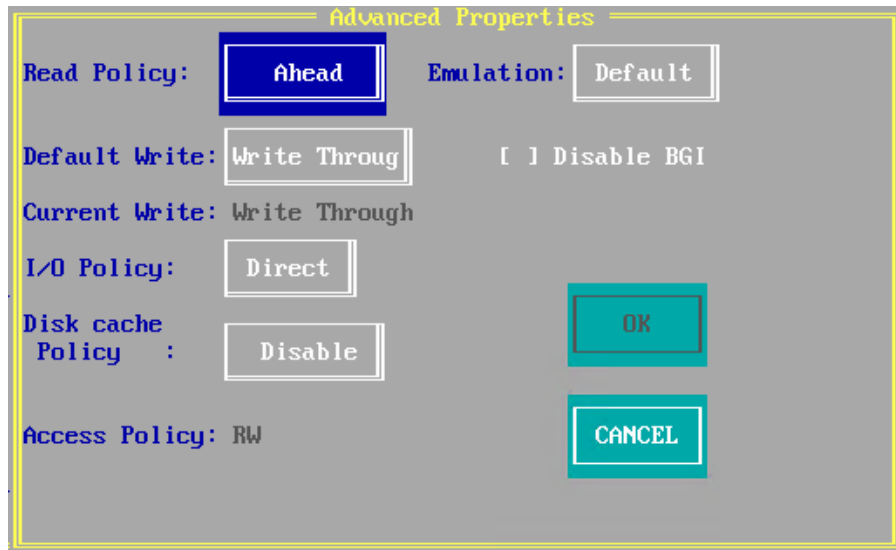 Advanced Properties
Read Policy: Ahead Emulation: Default
Default Write: Write Throug [ ] Disable BGI
Current Write: Write Through
I/O Policy: Direct
Disk cache
Policy : Disable
OK
Access Policy: RW
CANCEL